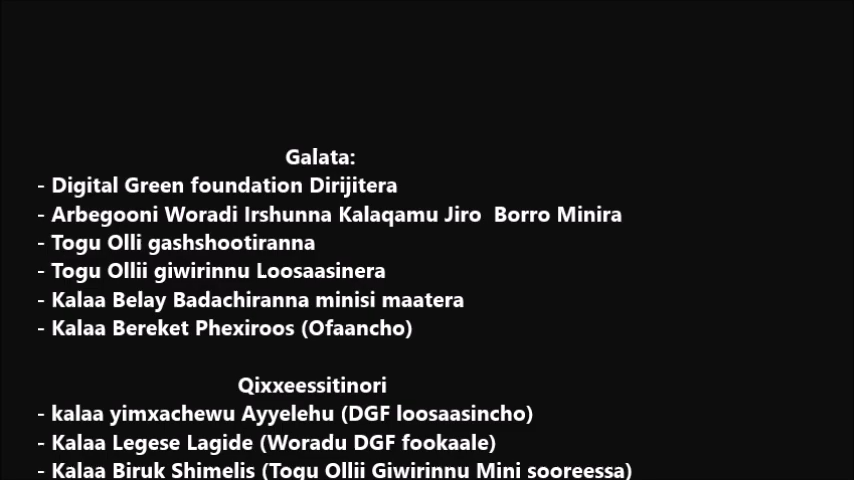 Galata:
- Digital Green foundation Dirijitera
- Arbegooni Woradi Irshunna Kalaqamu Jiro Borro Minira
- Togu Olli gashshootiranna
- Togu Ollii giwirinnu Loosaasinera
- Kalaa Belay Badachiranna minisi maatera
- Kalaa Bereket Phexiroos (Ofaancho)
Qixxeessitinori
- kalaa yimxachewu Ayyelehu (DGF loosaasincho)
- Kalaa Legese Lagide (Woradu DGF fookaale)
- Kalaa Biruk Shimelis (Togu Ollii Giwirinnu Mini sooreessa)